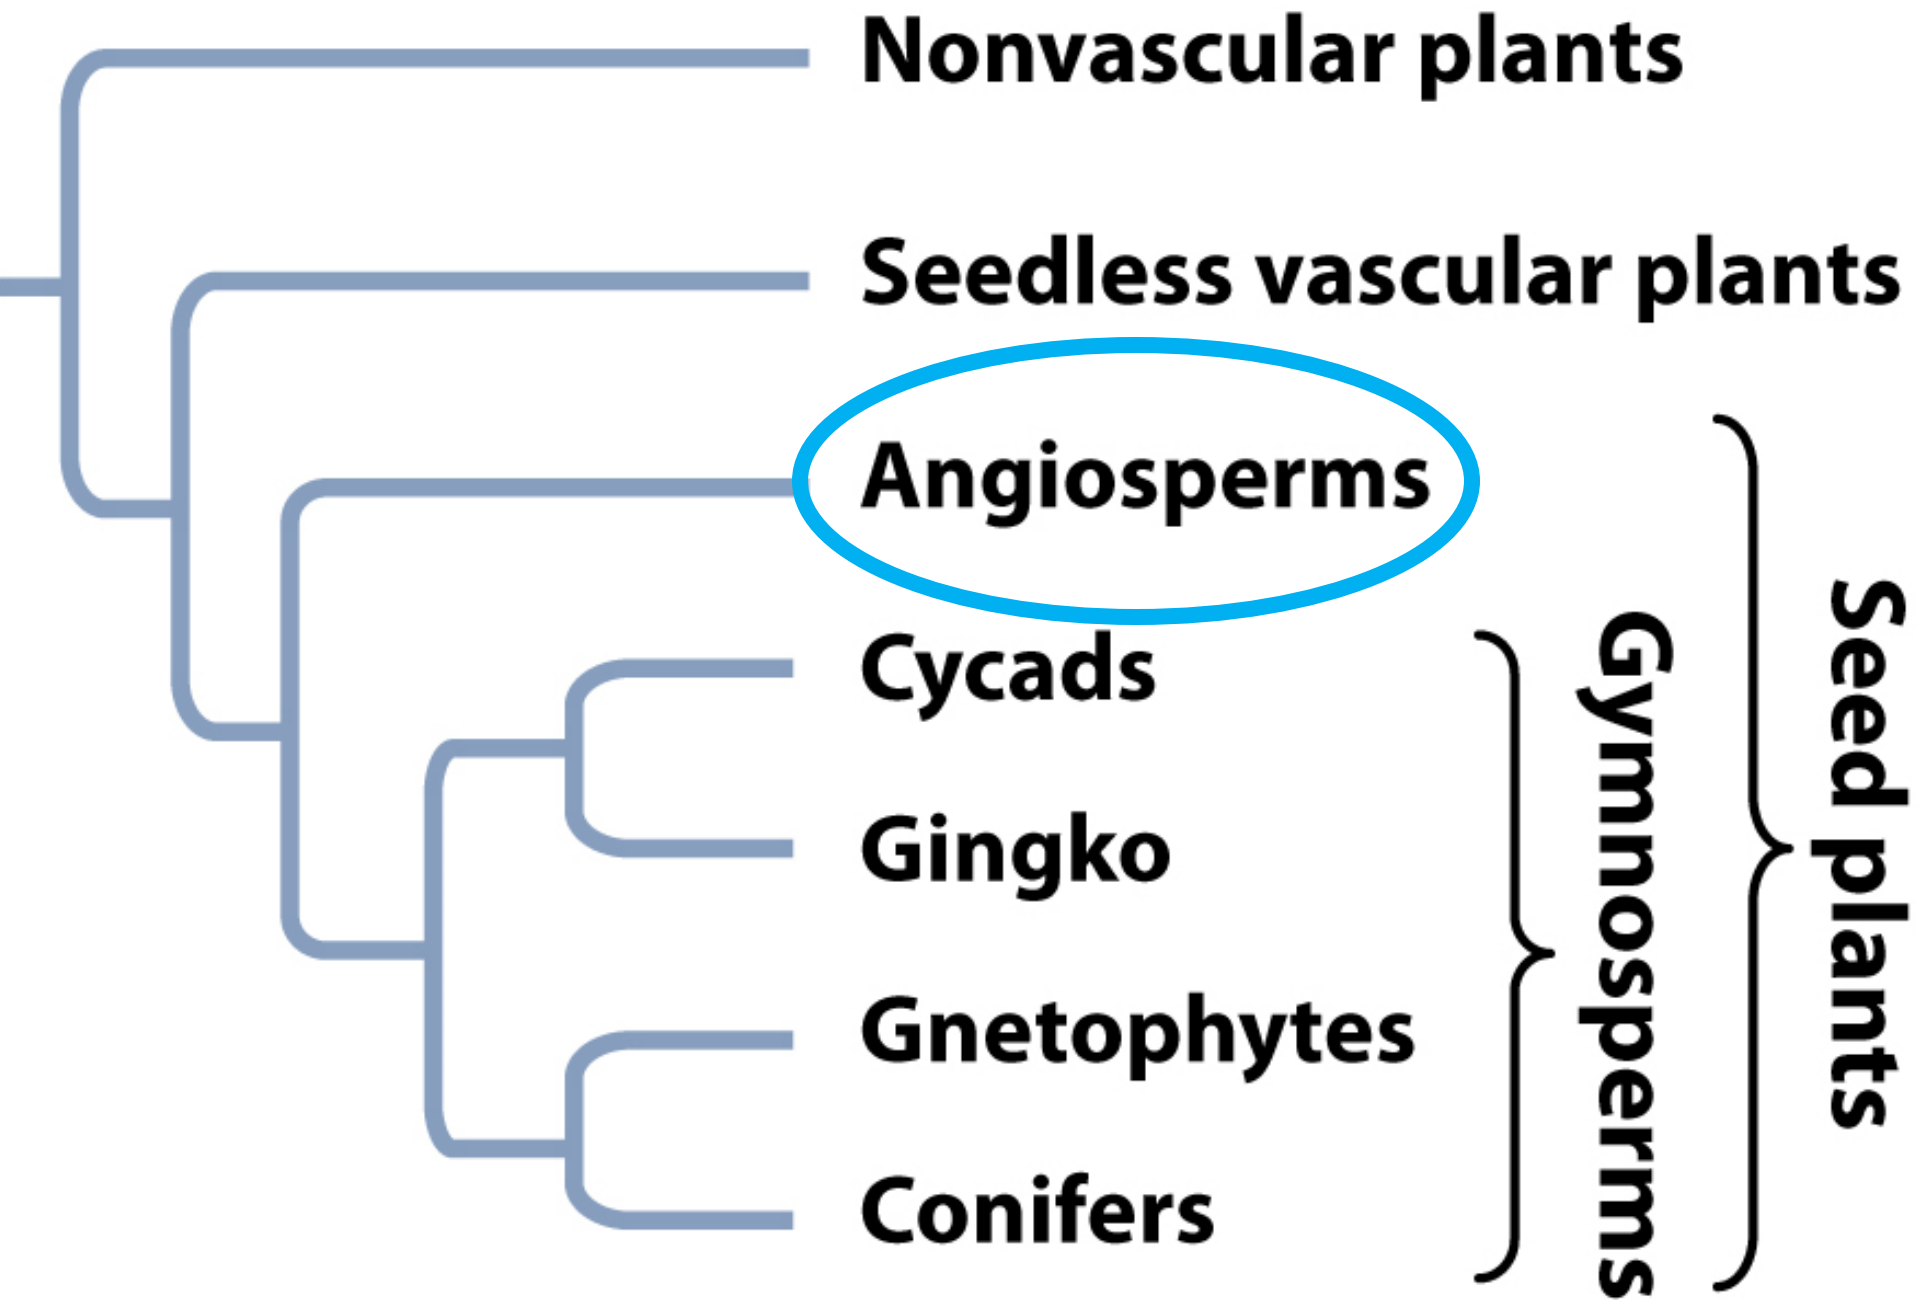 Nonvascular plants
Seedless vascular plants
Angiosperms
Cycads
Gingko
Gnetophytes
Conifers
Gymnosperms
Seed plants